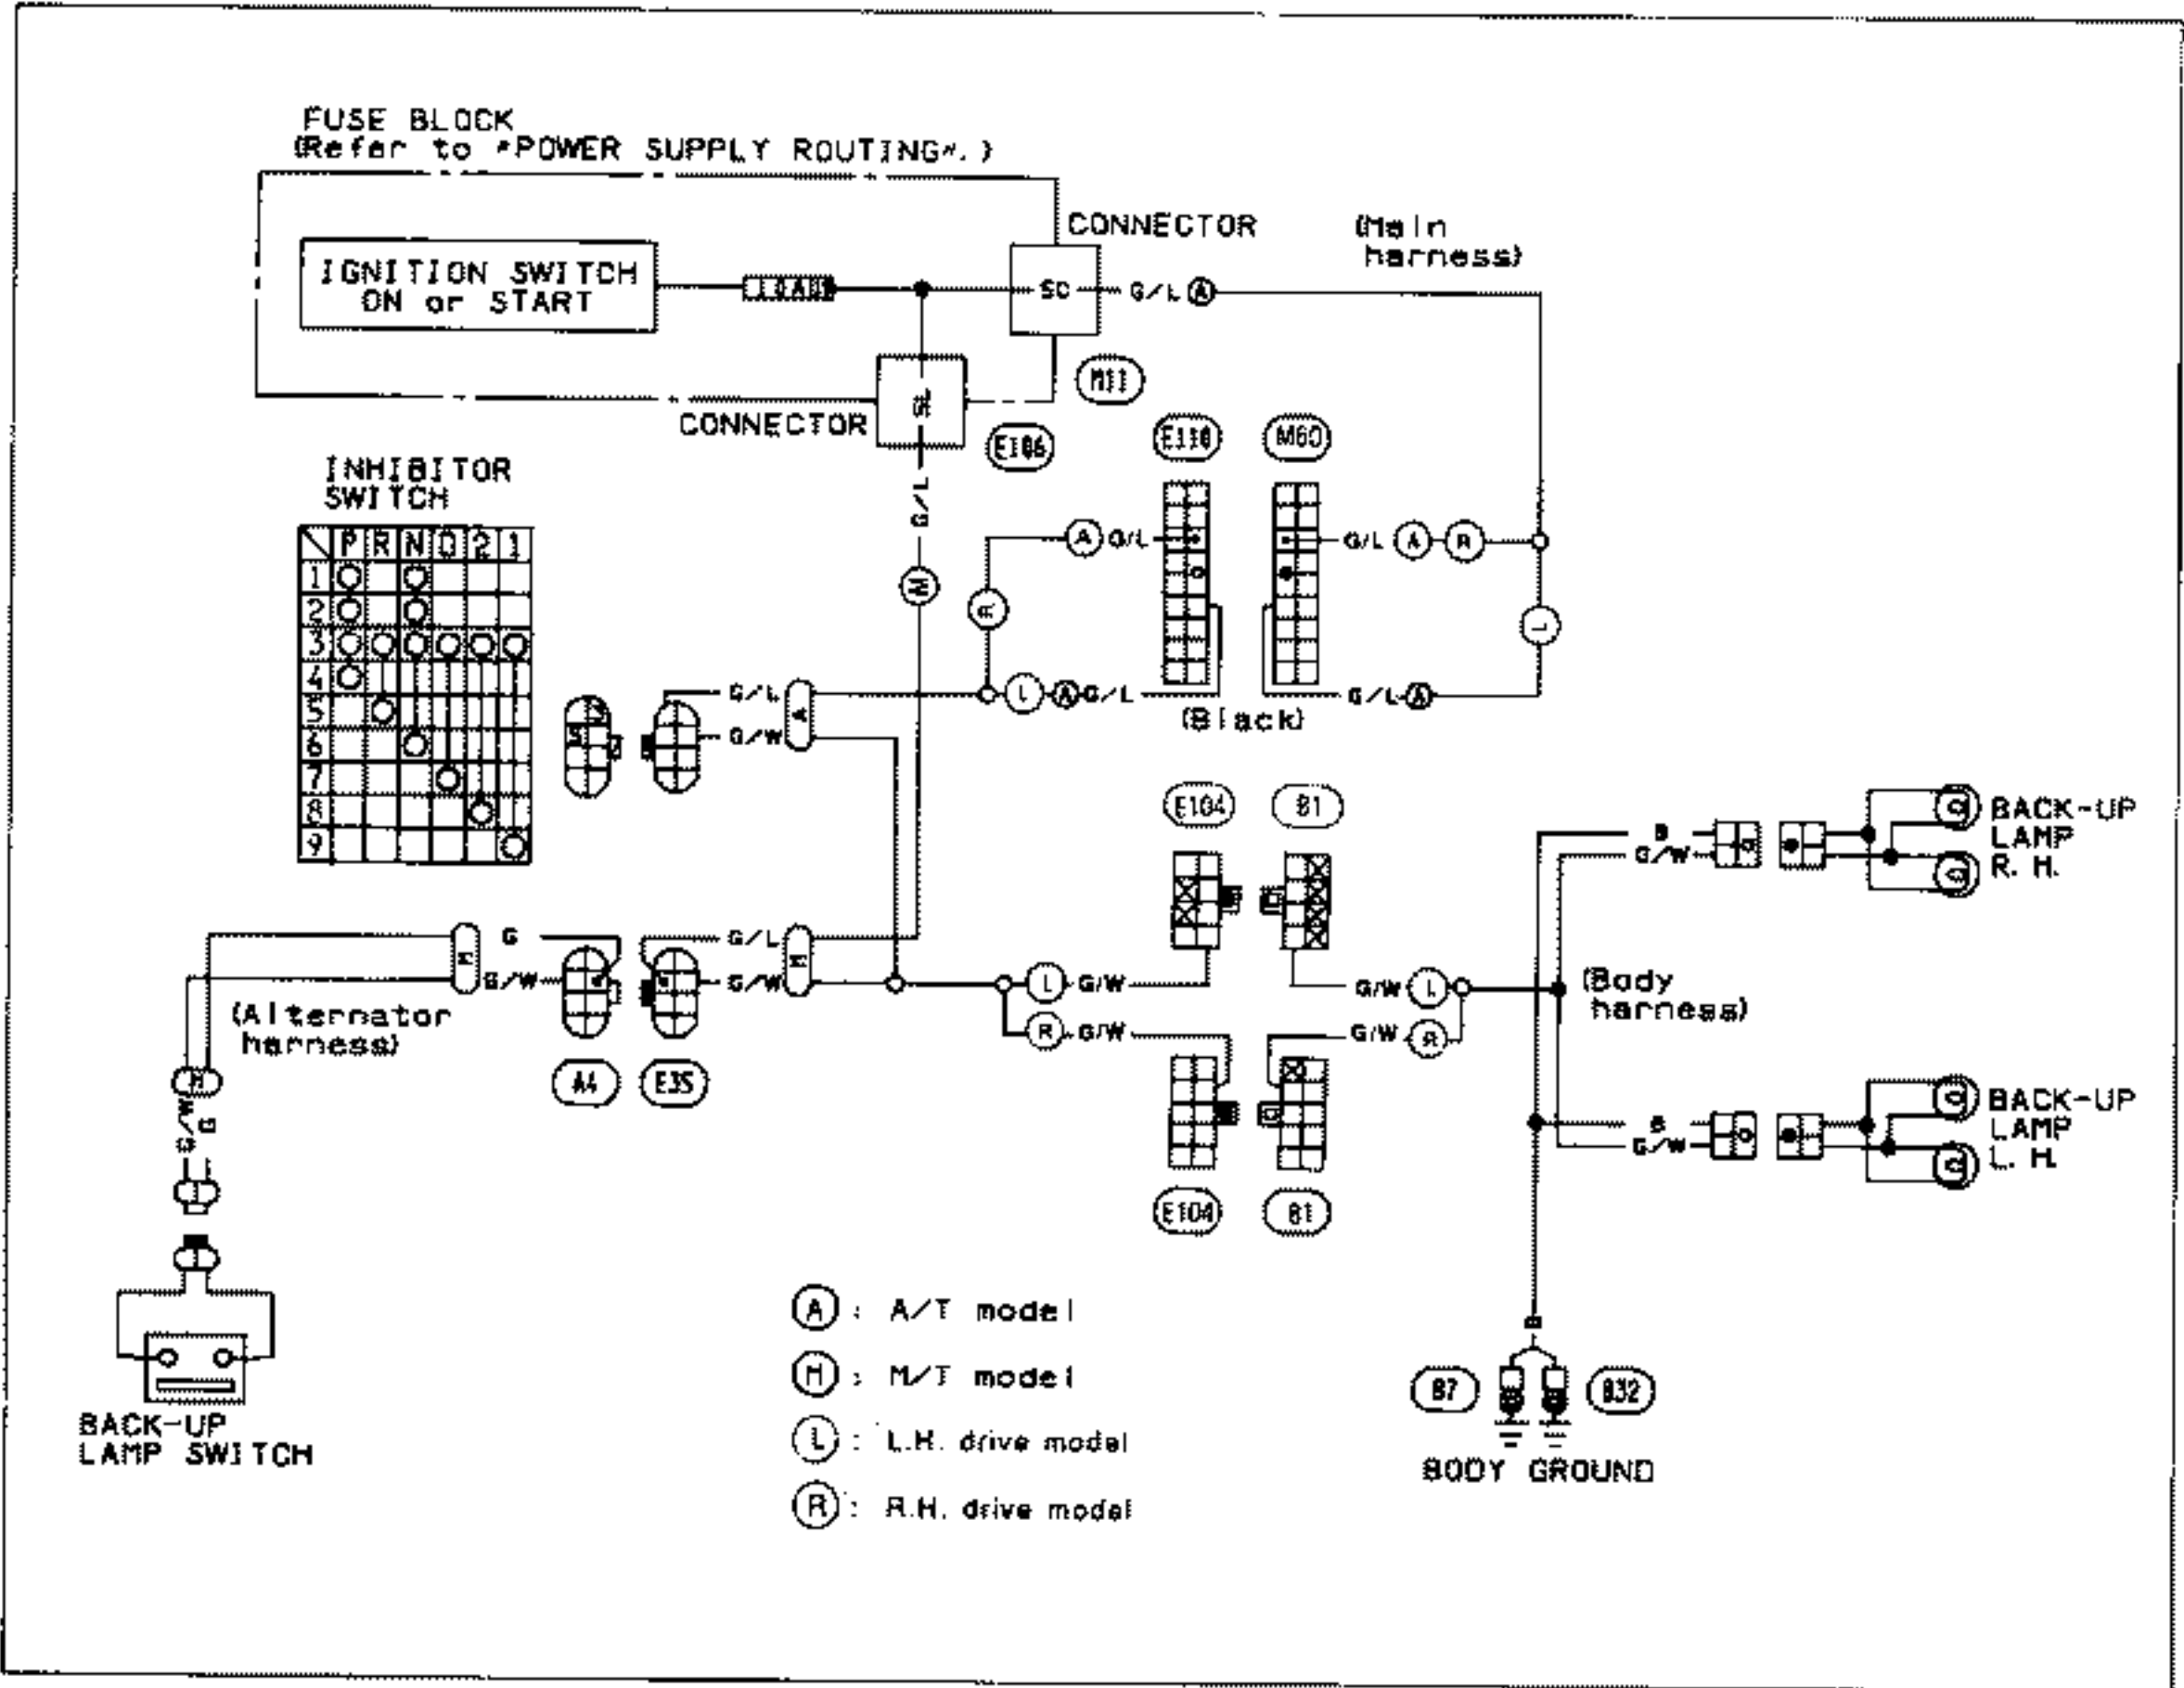 FUSE BLOCK
(Refer to "POWER SUPPLY ROUTING".)
CONNECTOR
(Main
harness)
IGNITION SWITCH
ON or START
10A
G/L A
M11
CONNECTOR
E106
E110
M60
G/L
INHIBITOR
SWITCH
P R N D 2 1
1
2
3
4
5
6
7
8
9
A G/L
G/L A R
M
R
L
G/L A
G/W
L A G/L
G/L A
(Black)
E104
B1
B
G/W
BACK-UP
LAMP
R.H.
M
G
G/W
G/L M
G/W
L G/W
G/W L
(Body
harness)
(Alternator
harness)
R G/W
G/W R
M
A4
E35
G/W
G
B
G/W
BACK-UP
LAMP
L.H.
E104
B1
A : A/T model
M : M/T model
L : L.H. drive model
R : R.H. drive model
B7
B32
BODY GROUND
BACK-UP
LAMP SWITCH